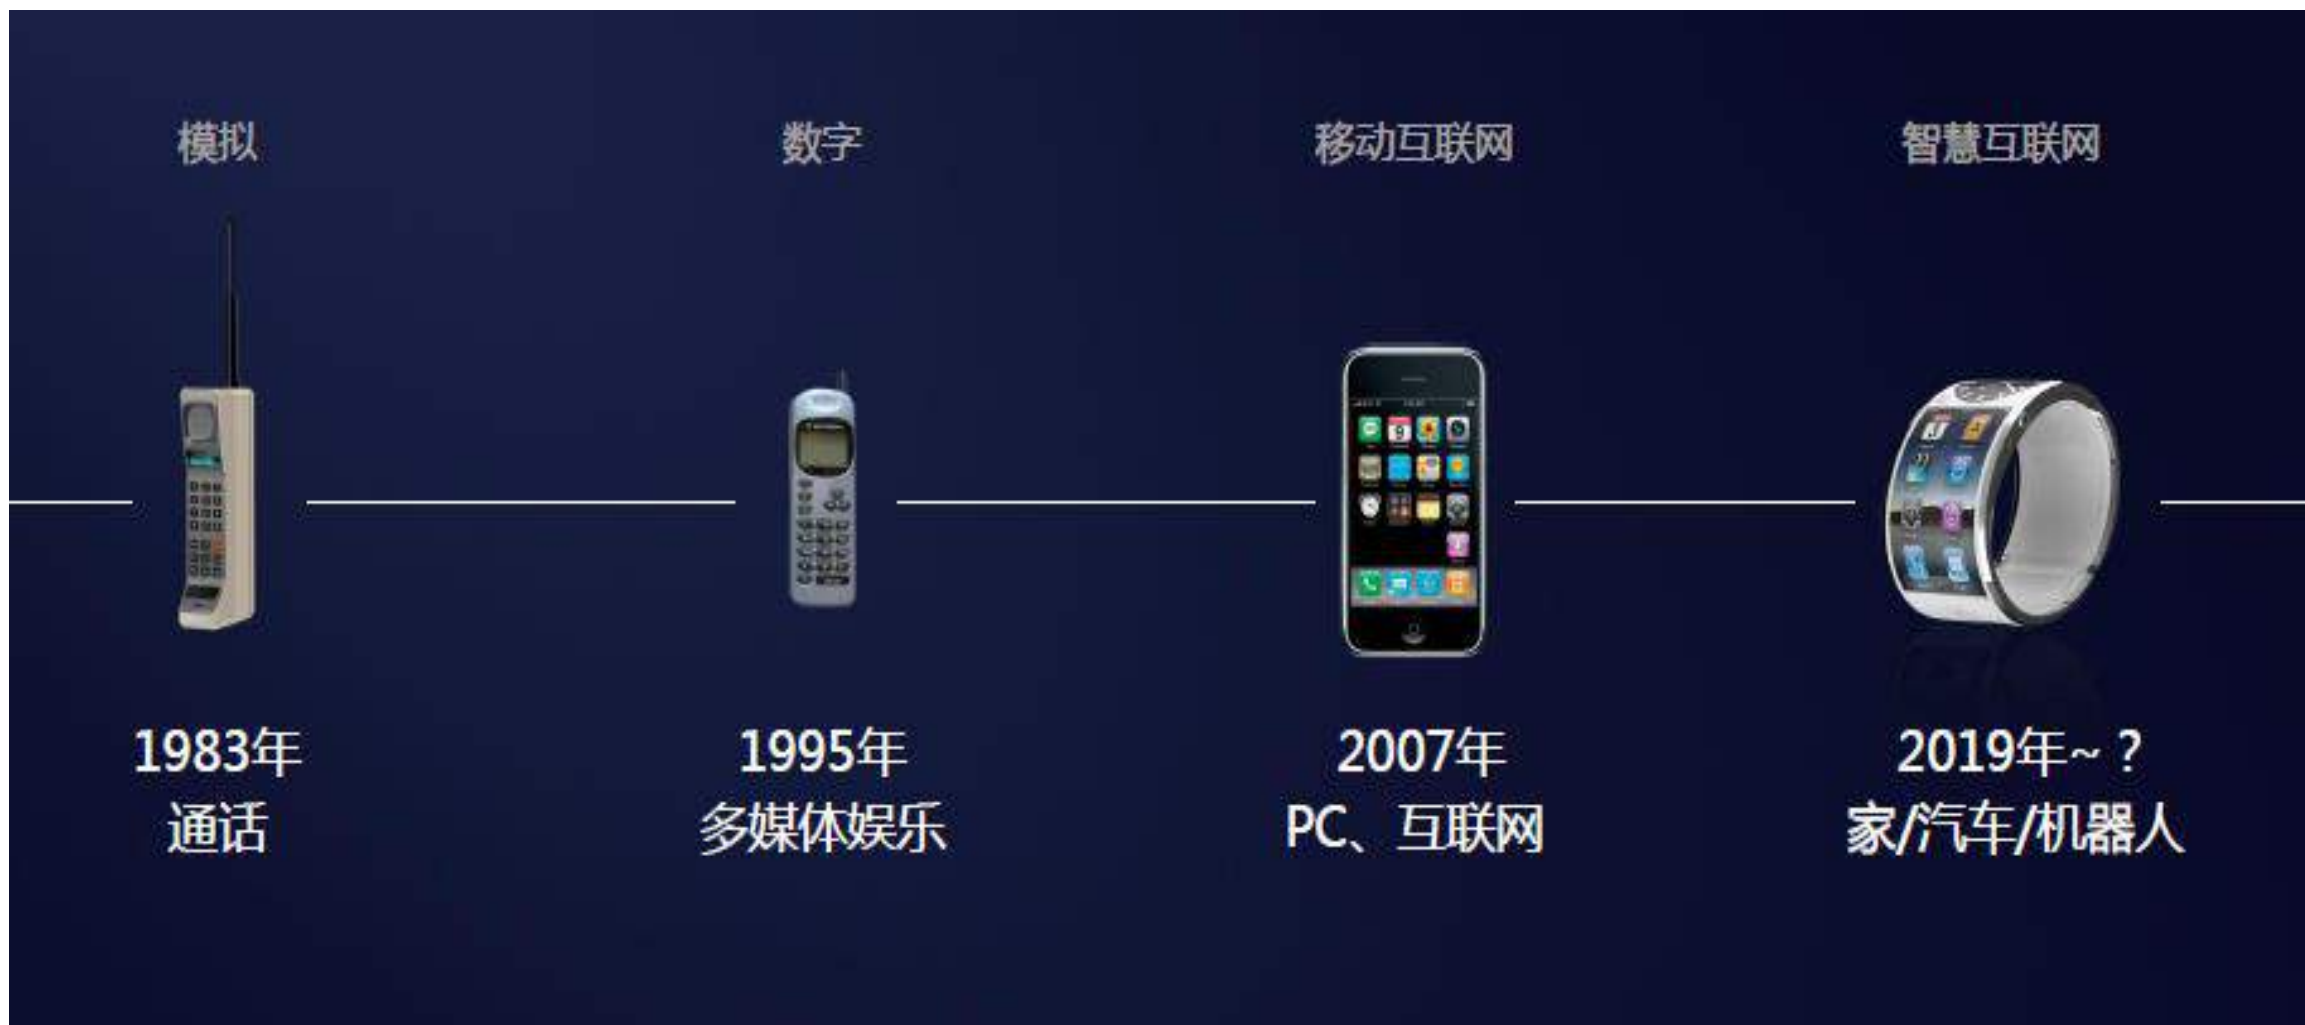 模拟
数字
移动互联网
智慧互联网
1983年
通话
1995年
多媒体娱乐
2007年
PC、互联网
2019年~?
家/汽车/机器人